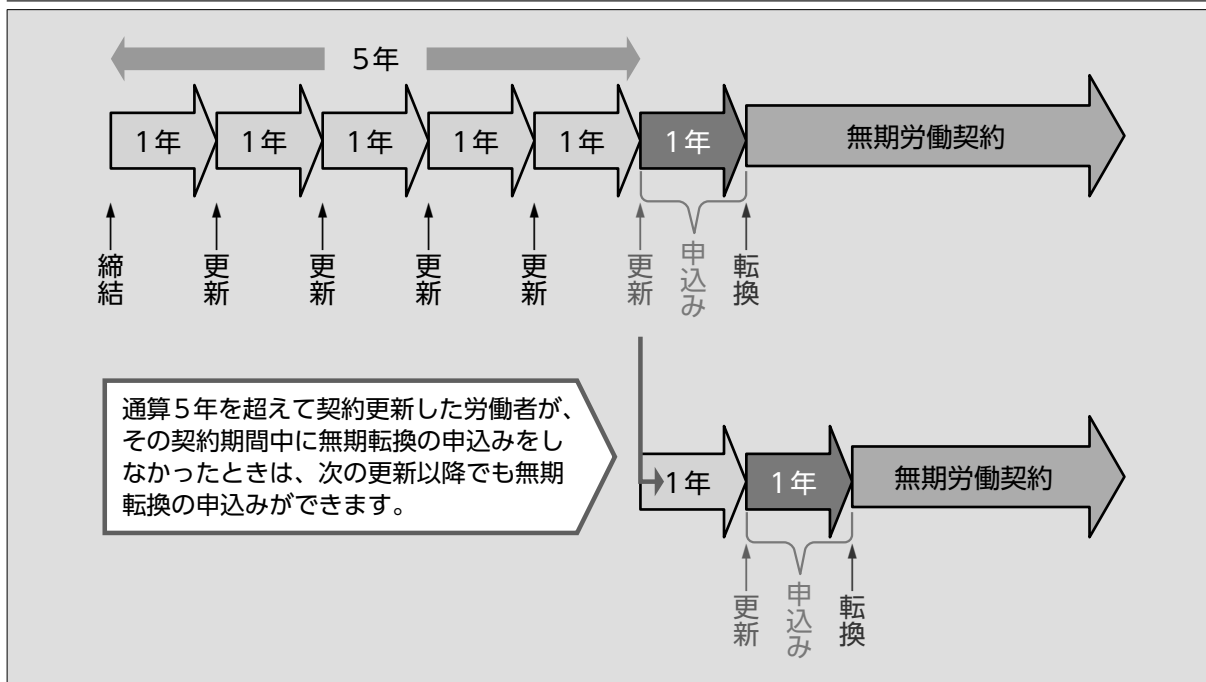 5年
1年 1年 1年 1年 1年 1年 無期労働契約
締結 更新 更新 更新 更新 更新 申込み 転換
通算5年を超えて契約更新した労働者が、
その契約期間中に無期転換の申込みをし
なかったときは、次の更新以降でも無期
転換の申込みができます。
1年 1年 無期労働契約
更新 申込み 転換